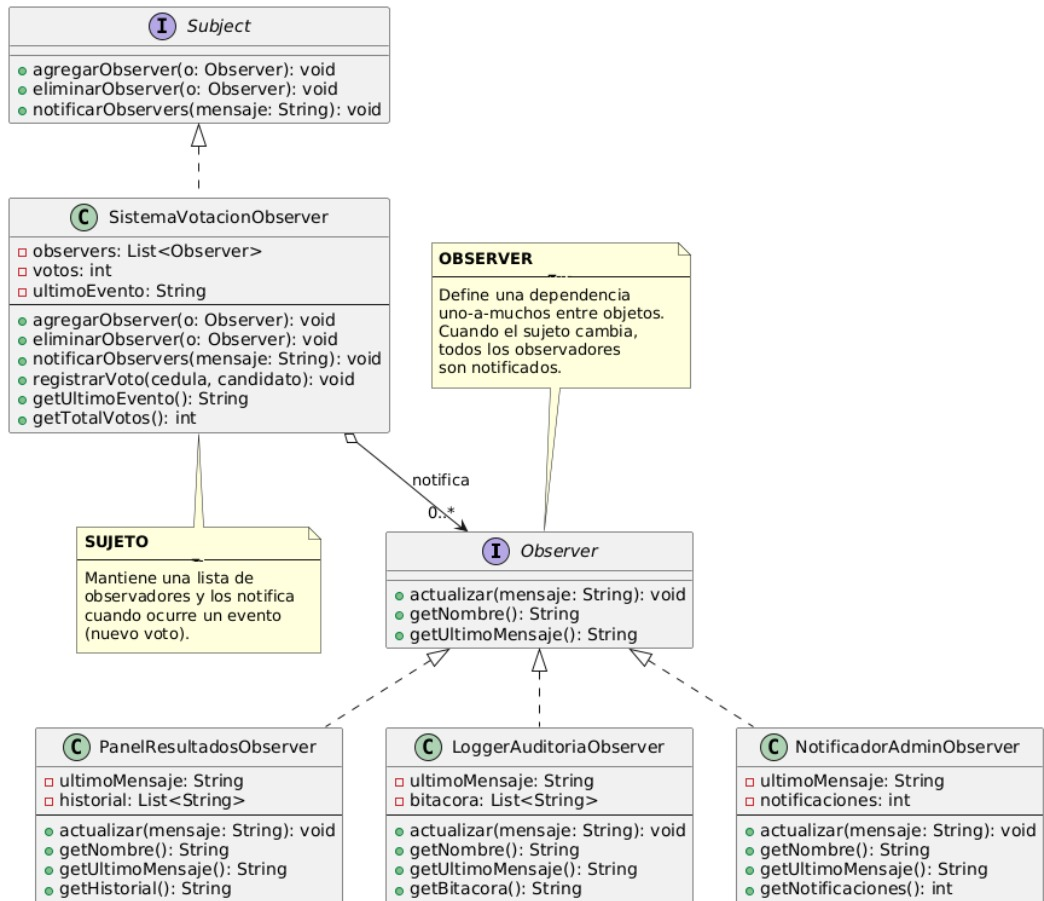 I Subject
agregarObserver(o: Observer): void
eliminarObserver(o: Observer): void
notificarObservers(mensaje: String): void
C SistemaVotacionObserver
observers: List<Observer>
votos: int
ultimoEvento: String
agregarObserver(o: Observer): void
eliminarObserver(o: Observer): void
notificarObservers(mensaje: String): void
registrarVoto(cedula, candidato): void
getUltimoEvento(): String
getTotalVotos(): int
OBSERVER
Define una dependencia
uno-a-muchos entre objetos.
Cuando el sujeto cambia,
todos los observadores
son notificados.
notifica
0..*
SUJETO
Mantiene una lista de
observadores y los notifica
cuando ocurre un evento
(nuevo voto).
I Observer
actualizar(mensaje: String): void
getNombre(): String
getUltimoMensaje(): String
C PanelResultadosObserver
ultimoMensaje: String
historial: List<String>
actualizar(mensaje: String): void
getNombre(): String
getUltimoMensaje(): String
getHistorial(): String
C LoggerAuditoriaObserver
ultimoMensaje: String
bitacora: List<String>
actualizar(mensaje: String): void
getNombre(): String
getUltimoMensaje(): String
getBitacora(): String
C NotificadorAdminObserver
ultimoMensaje: String
notificaciones: int
actualizar(mensaje: String): void
getNombre(): String
getUltimoMensaje(): String
getNotificaciones(): int